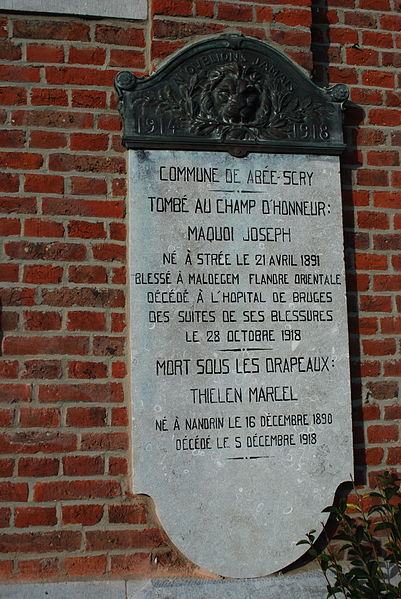 N'OUBLIONS JAMAIS
1914 1918
COMMUNE DE ABÉE-SCRY
TOMBÉ AU CHAMP D'HONNEUR:
MAQUOI JOSEPH
NÉ À STRÉE LE 21 AVRIL 1891
BLESSÉ À MALDEGEM FLANDRE ORIENTALE
DÉCÉDÉ À L'HOPITAL DE BRUGES
DES SUITES DE SES BLESSURES
LE 28 OCTOBRE 1918
MORT SOUS LES DRAPEAUX:
THIELEN MARCEL
NÉ À NANDRIN LE 16 DÉCEMBRE 1890
DÉCÉDÉ LE 5 DÉCEMBRE 1918